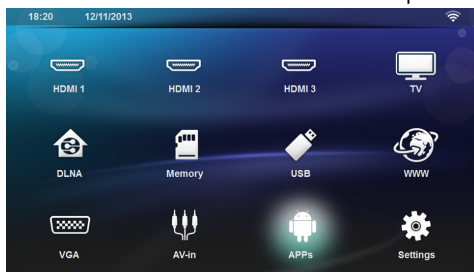 18:20 12/11/2013
HDMI 1 HDMI 2 HDMI 3 TV
DLNA Memory USB WWW
VGA AV-in APPs Settings